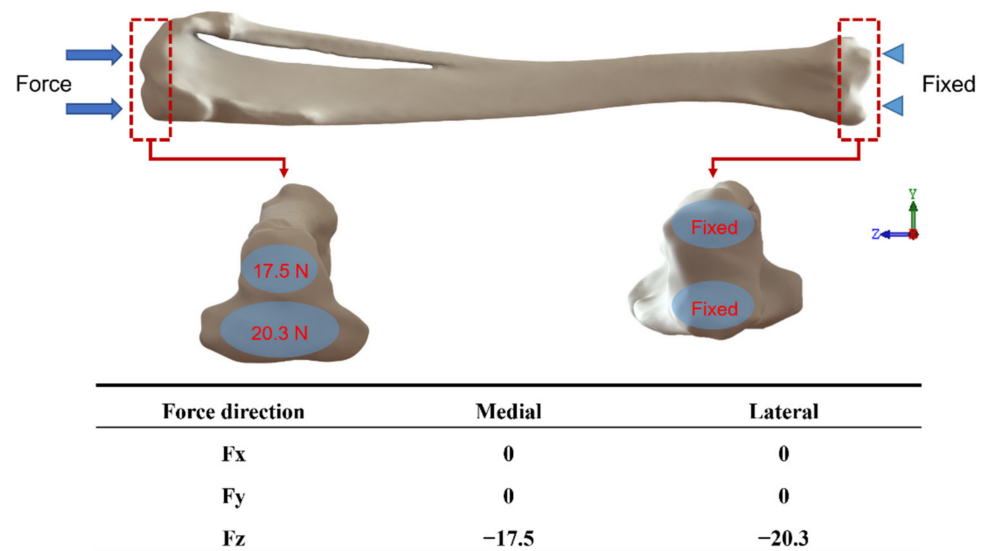 Force
Fixed
17.5 N
20.3 N
Fixed
Fixed
Y
Z
Force direction Medial Lateral
Fx 0 0
Fy 0 0
Fz −17.5 −20.3